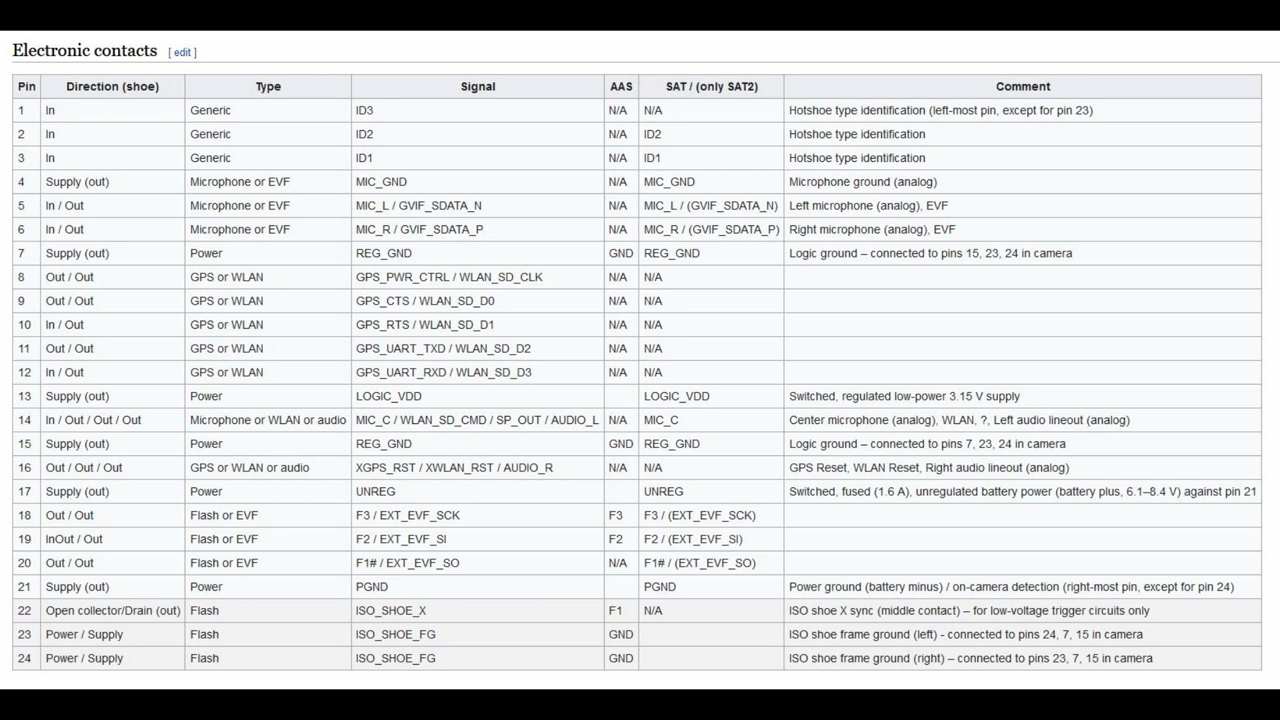 Electronic contacts [ edit ]
Pin Direction (shoe) Type Signal AAS SAT / (only SAT2) Comment
1 In Generic ID3 N/A N/A Hotshoe type identification (left-most pin, except for pin 23)
2 In Generic ID2 N/A ID2 Hotshoe type identification
3 In Generic ID1 N/A ID1 Hotshoe type identification
4 Supply (out) Microphone or EVF MIC_GND N/A MIC_GND Microphone ground (analog)
5 In / Out Microphone or EVF MIC_L / GVIF_SDATA_N N/A MIC_L / (GVIF_SDATA_N) Left microphone (analog), EVF
6 In / Out Microphone or EVF MIC_R / GVIF_SDATA_P N/A MIC_R / (GVIF_SDATA_P) Right microphone (analog), EVF
7 Supply (out) Power REG_GND GND REG_GND Logic ground – connected to pins 15, 23, 24 in camera
8 Out / Out GPS or WLAN GPS_PWR_CTRL / WLAN_SD_CLK N/A N/A
9 Out / Out GPS or WLAN GPS_CTS / WLAN_SD_D0 N/A N/A
10 In / Out GPS or WLAN GPS_RTS / WLAN_SD_D1 N/A N/A
11 Out / Out GPS or WLAN GPS_UART_TXD / WLAN_SD_D2 N/A N/A
12 In / Out GPS or WLAN GPS_UART_RXD / WLAN_SD_D3 N/A N/A
13 Supply (out) Power LOGIC_VDD LOGIC_VDD Switched, regulated low-power 3.15 V supply
14 In / Out / Out / Out Microphone or WLAN or audio MIC_C / WLAN_SD_CMD / SP_OUT / AUDIO_L N/A MIC_C Center microphone (analog), WLAN, ?, Left audio lineout (analog)
15 Supply (out) Power REG_GND GND REG_GND Logic ground – connected to pins 7, 23, 24 in camera
16 Out / Out / Out GPS or WLAN or audio XGPS_RST / XWLAN_RST / AUDIO_R N/A N/A GPS Reset, WLAN Reset, Right audio lineout (analog)
17 Supply (out) Power UNREG UNREG Switched, fused (1.6 A), unregulated battery power (battery plus, 6.1–8.4 V) against pin 21
18 Out / Out Flash or EVF F3 / EXT_EVF_SCK F3 F3 / (EXT_EVF_SCK)
19 InOut / Out Flash or EVF F2 / EXT_EVF_SI F2 F2 / (EXT_EVF_SI)
20 Out / Out Flash or EVF F1# / EXT_EVF_SO N/A F1# / (EXT_EVF_SO)
21 Supply (out) Power PGND PGND Power ground (battery minus) / on-camera detection (right-most pin, except for pin 24)
22 Open collector/Drain (out) Flash ISO_SHOE_X F1 N/A ISO shoe X sync (middle contact) – for low-voltage trigger circuits only
23 Power / Supply Flash ISO_SHOE_FG GND ISO shoe frame ground (left) - connected to pins 24, 7, 15 in camera
24 Power / Supply Flash ISO_SHOE_FG GND ISO shoe frame ground (right) – connected to pins 23, 7, 15 in camera